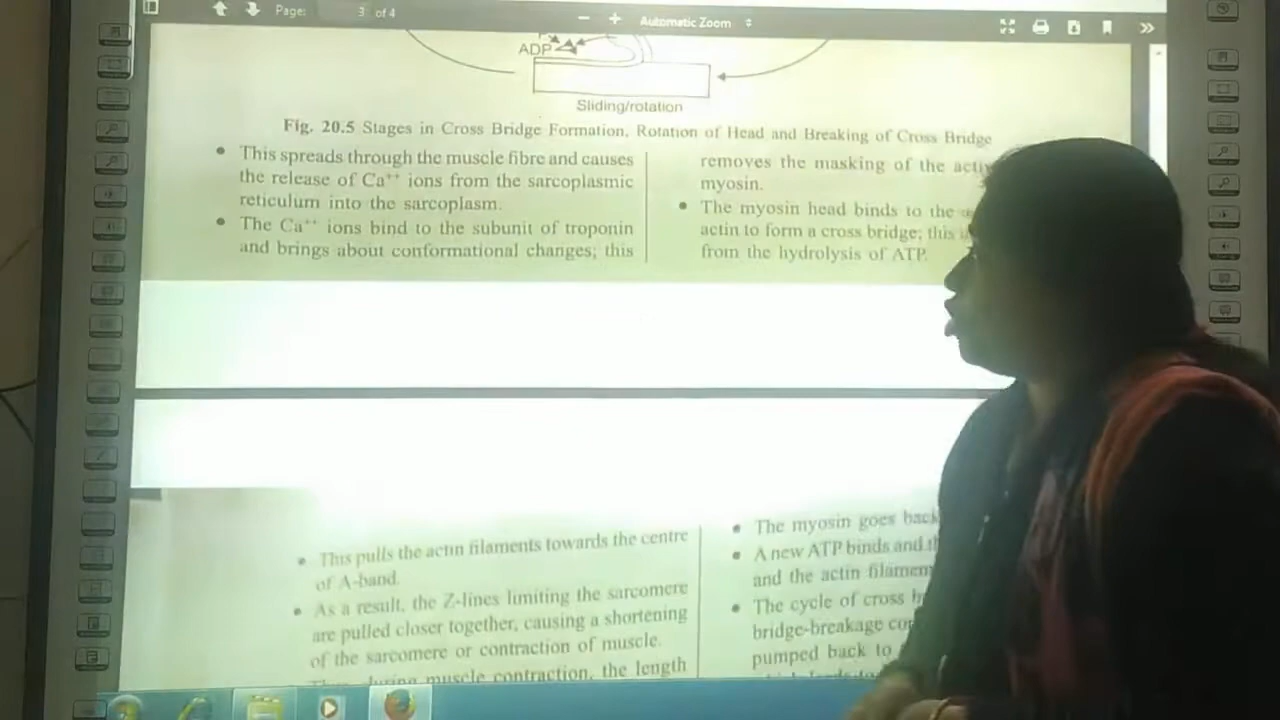 Page:
3 of 4
Automatic Zoom
ADP
Sliding/rotation
Fig. 20.5 Stages in Cross Bridge Formation, Rotation of Head and Breaking of Cross Bridge
• This spreads through the muscle fibre and causes
the release of Ca++ ions from the sarcoplasmic
reticulum into the sarcoplasm.
• The Ca++ ions bind to the subunit of troponin
and brings about conformational changes; this
removes the masking of the
myosin.
• The myosin head binds to the
actin to form a cross bridge; this
from the hydrolysis of ATP.
• This pulls the actin filaments towards the centre
of A-band.
• As a result, the Z-lines limiting the sarcomere
are pulled closer together, causing a shortening
of the sarcomere or contraction of muscle.
during muscle contraction, the length
• The myosin goes back
• A new ATP binds and
and the actin
• The cycle of cross
bridge-breakage
pumped back to